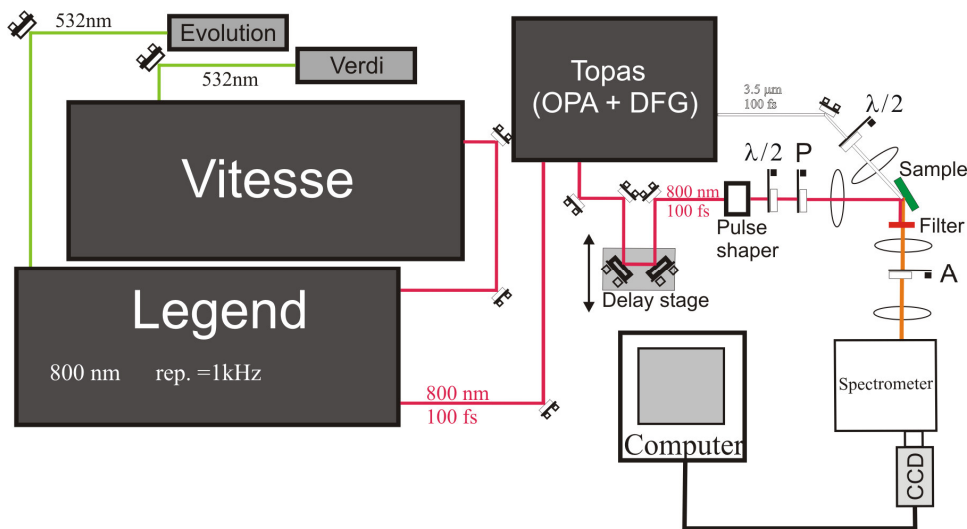 532nm
Evolution
532nm
Verdi
Vitesse
Legend
800 nm rep. =1kHz
800 nm
100 fs
Topas
(OPA + DFG)
3.5 μm
100 fs
λ/2
λ/2
P
800 nm
100 fs
Pulse
shaper
Sample
Filter
A
Delay stage
Computer
Spectrometer
CCD